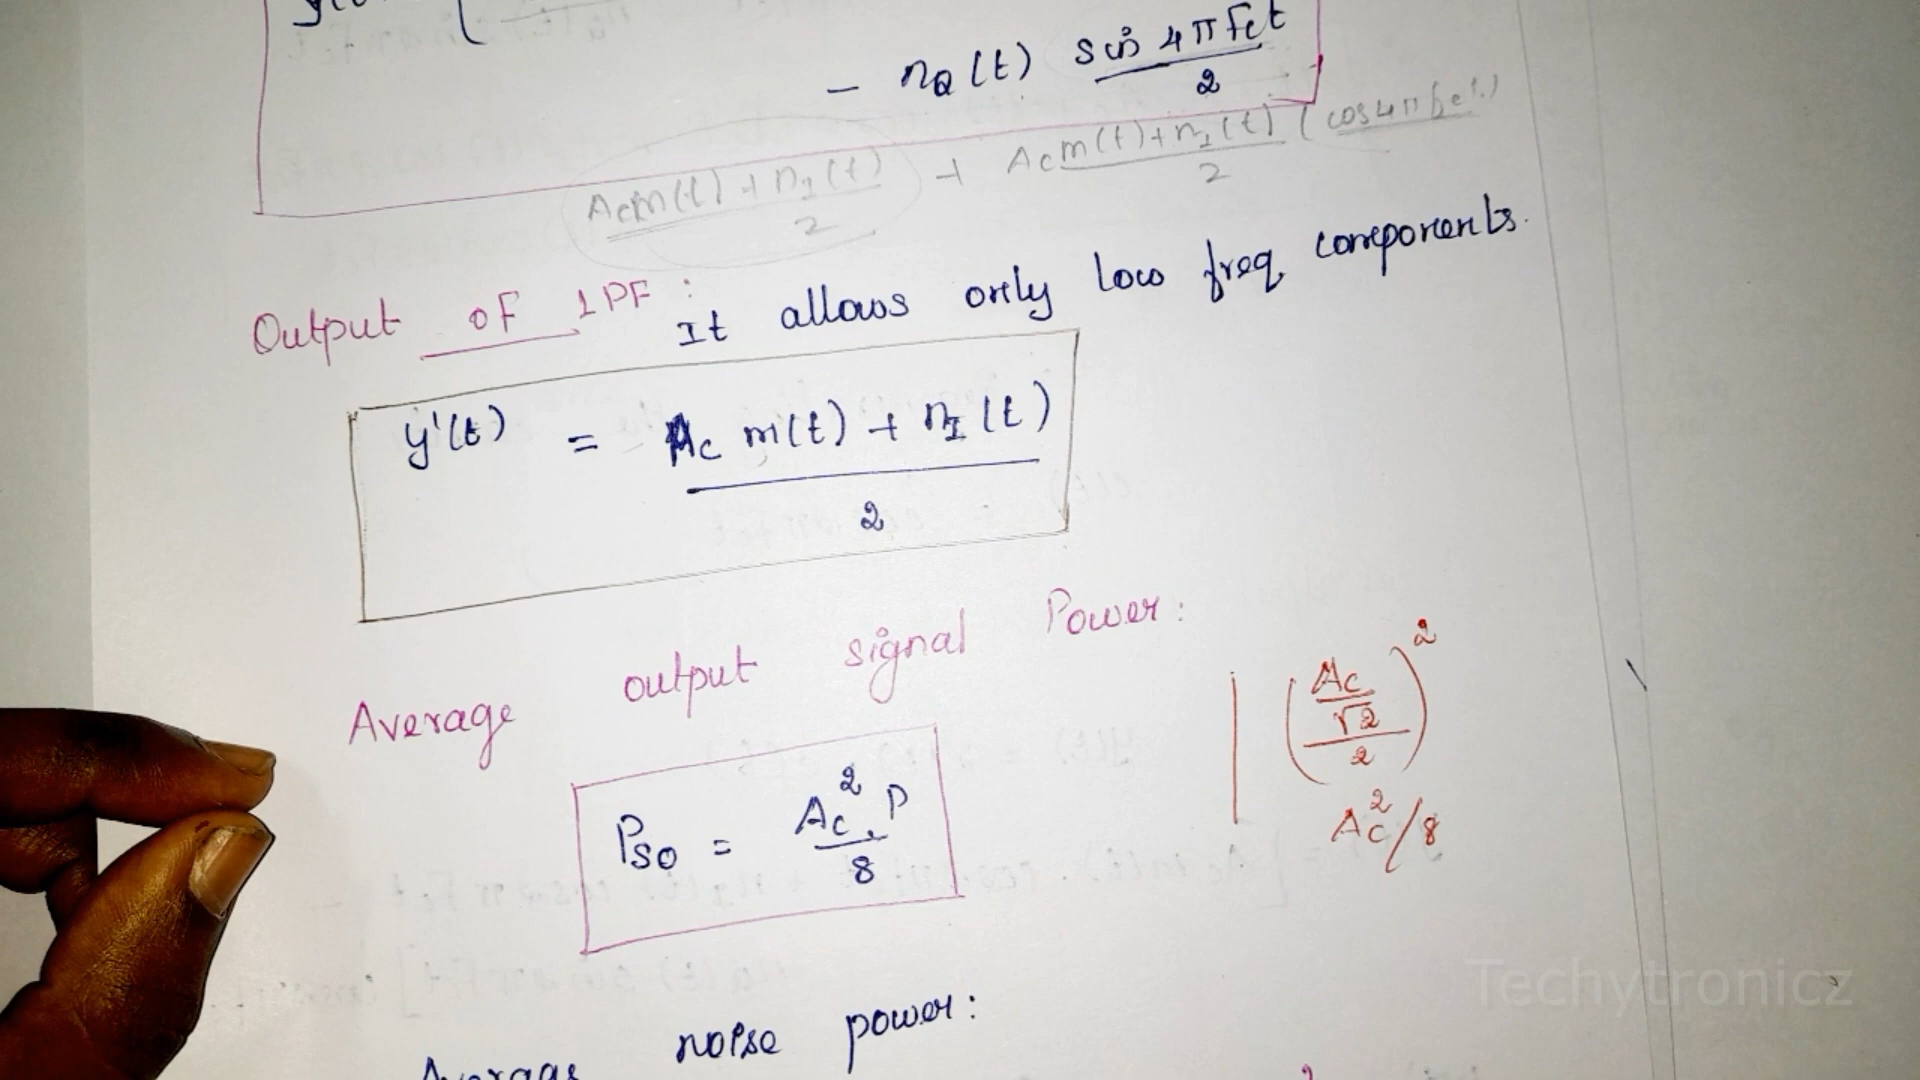 - nQ(t) sin 4πFct
2
Acm(t) + nI(t) + Acm(t)+nI(t) (cos4πfct)
2 2
Output of LPF: It allows only low freq components.
y'(t) = Ac m(t) + nI(t)
2
Average output signal Power:
(Ac/√2 / 2)²
Pso = Ac². P
8
Ac²/8
Average noise power:
Techytronicz